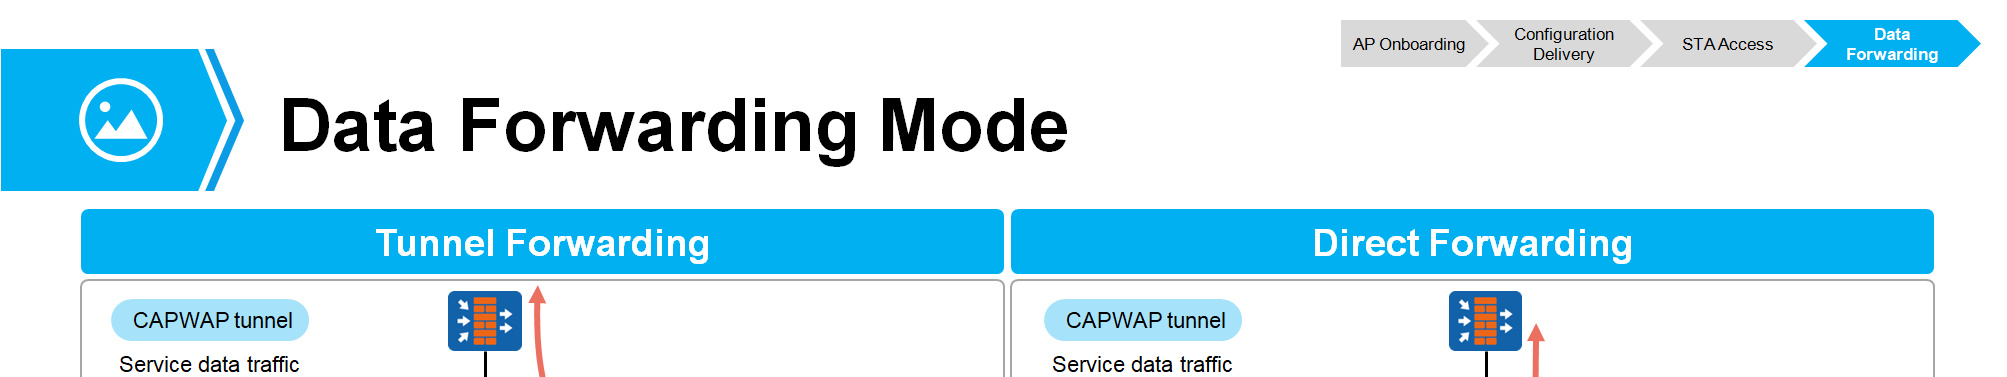 AP Onboarding
Configuration
Delivery
STA Access
Data
Forwarding
Data Forwarding Mode
Tunnel Forwarding
Direct Forwarding
CAPWAP tunnel
Service data traffic
CAPWAP tunnel
Service data traffic